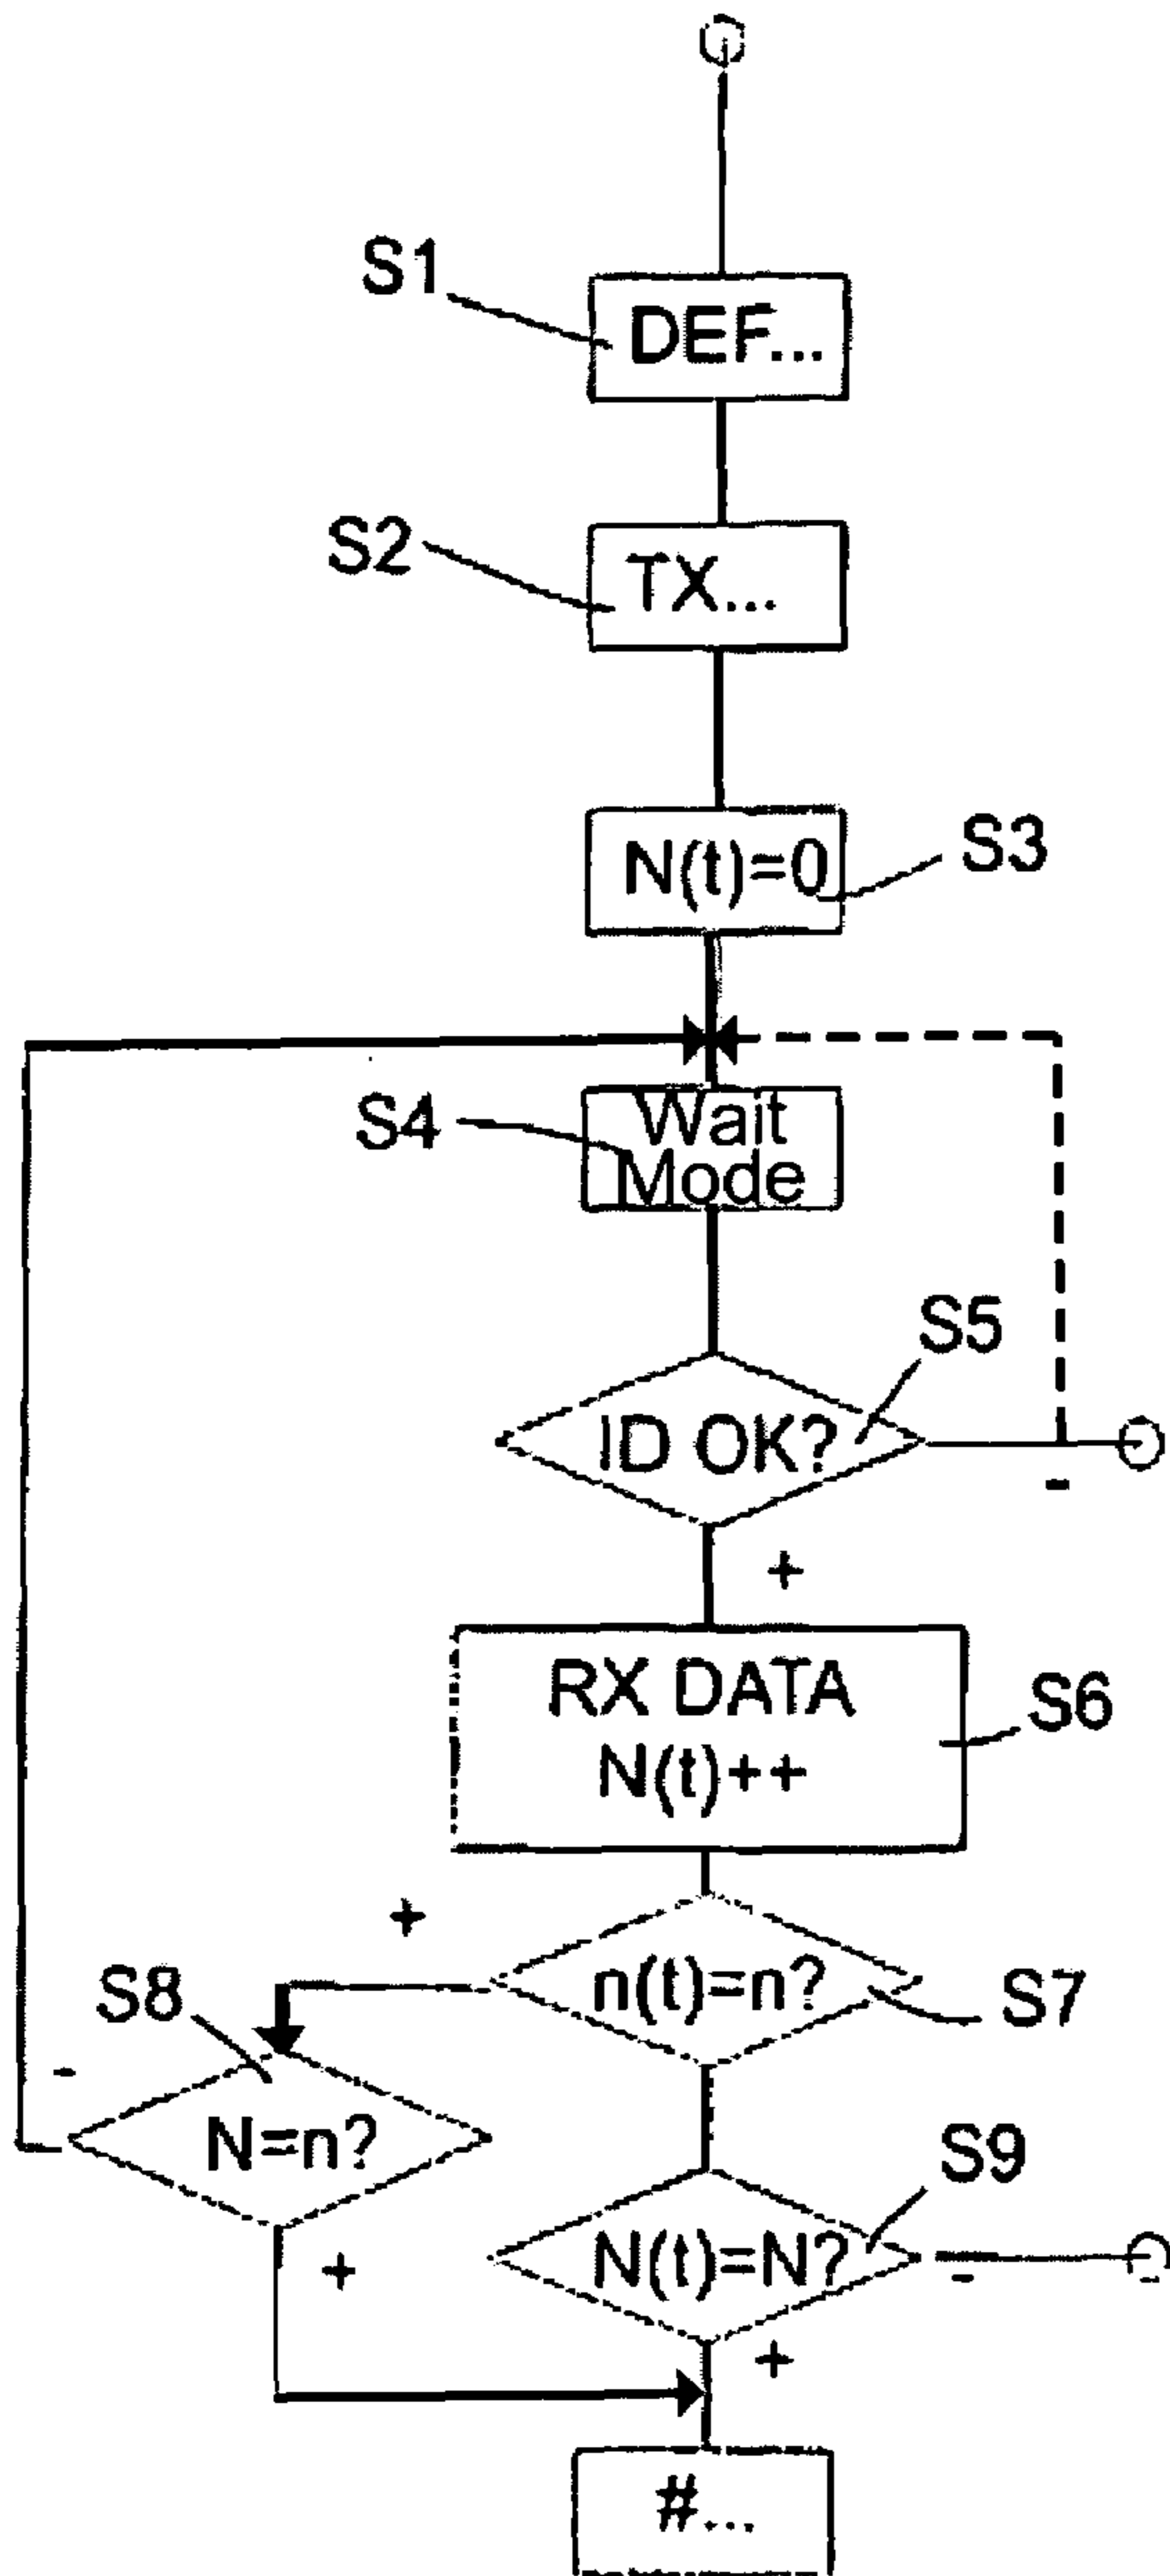 S1
DEF...
S2
TX...
N(t)=0
S3
S4
Wait
Mode
S5
ID OK?
-
+
RX DATA
N(t)++
S6
+
n(t)=n?
S7
S8
-
N=n?
+
S9
N(t)=N?
-
+
#...